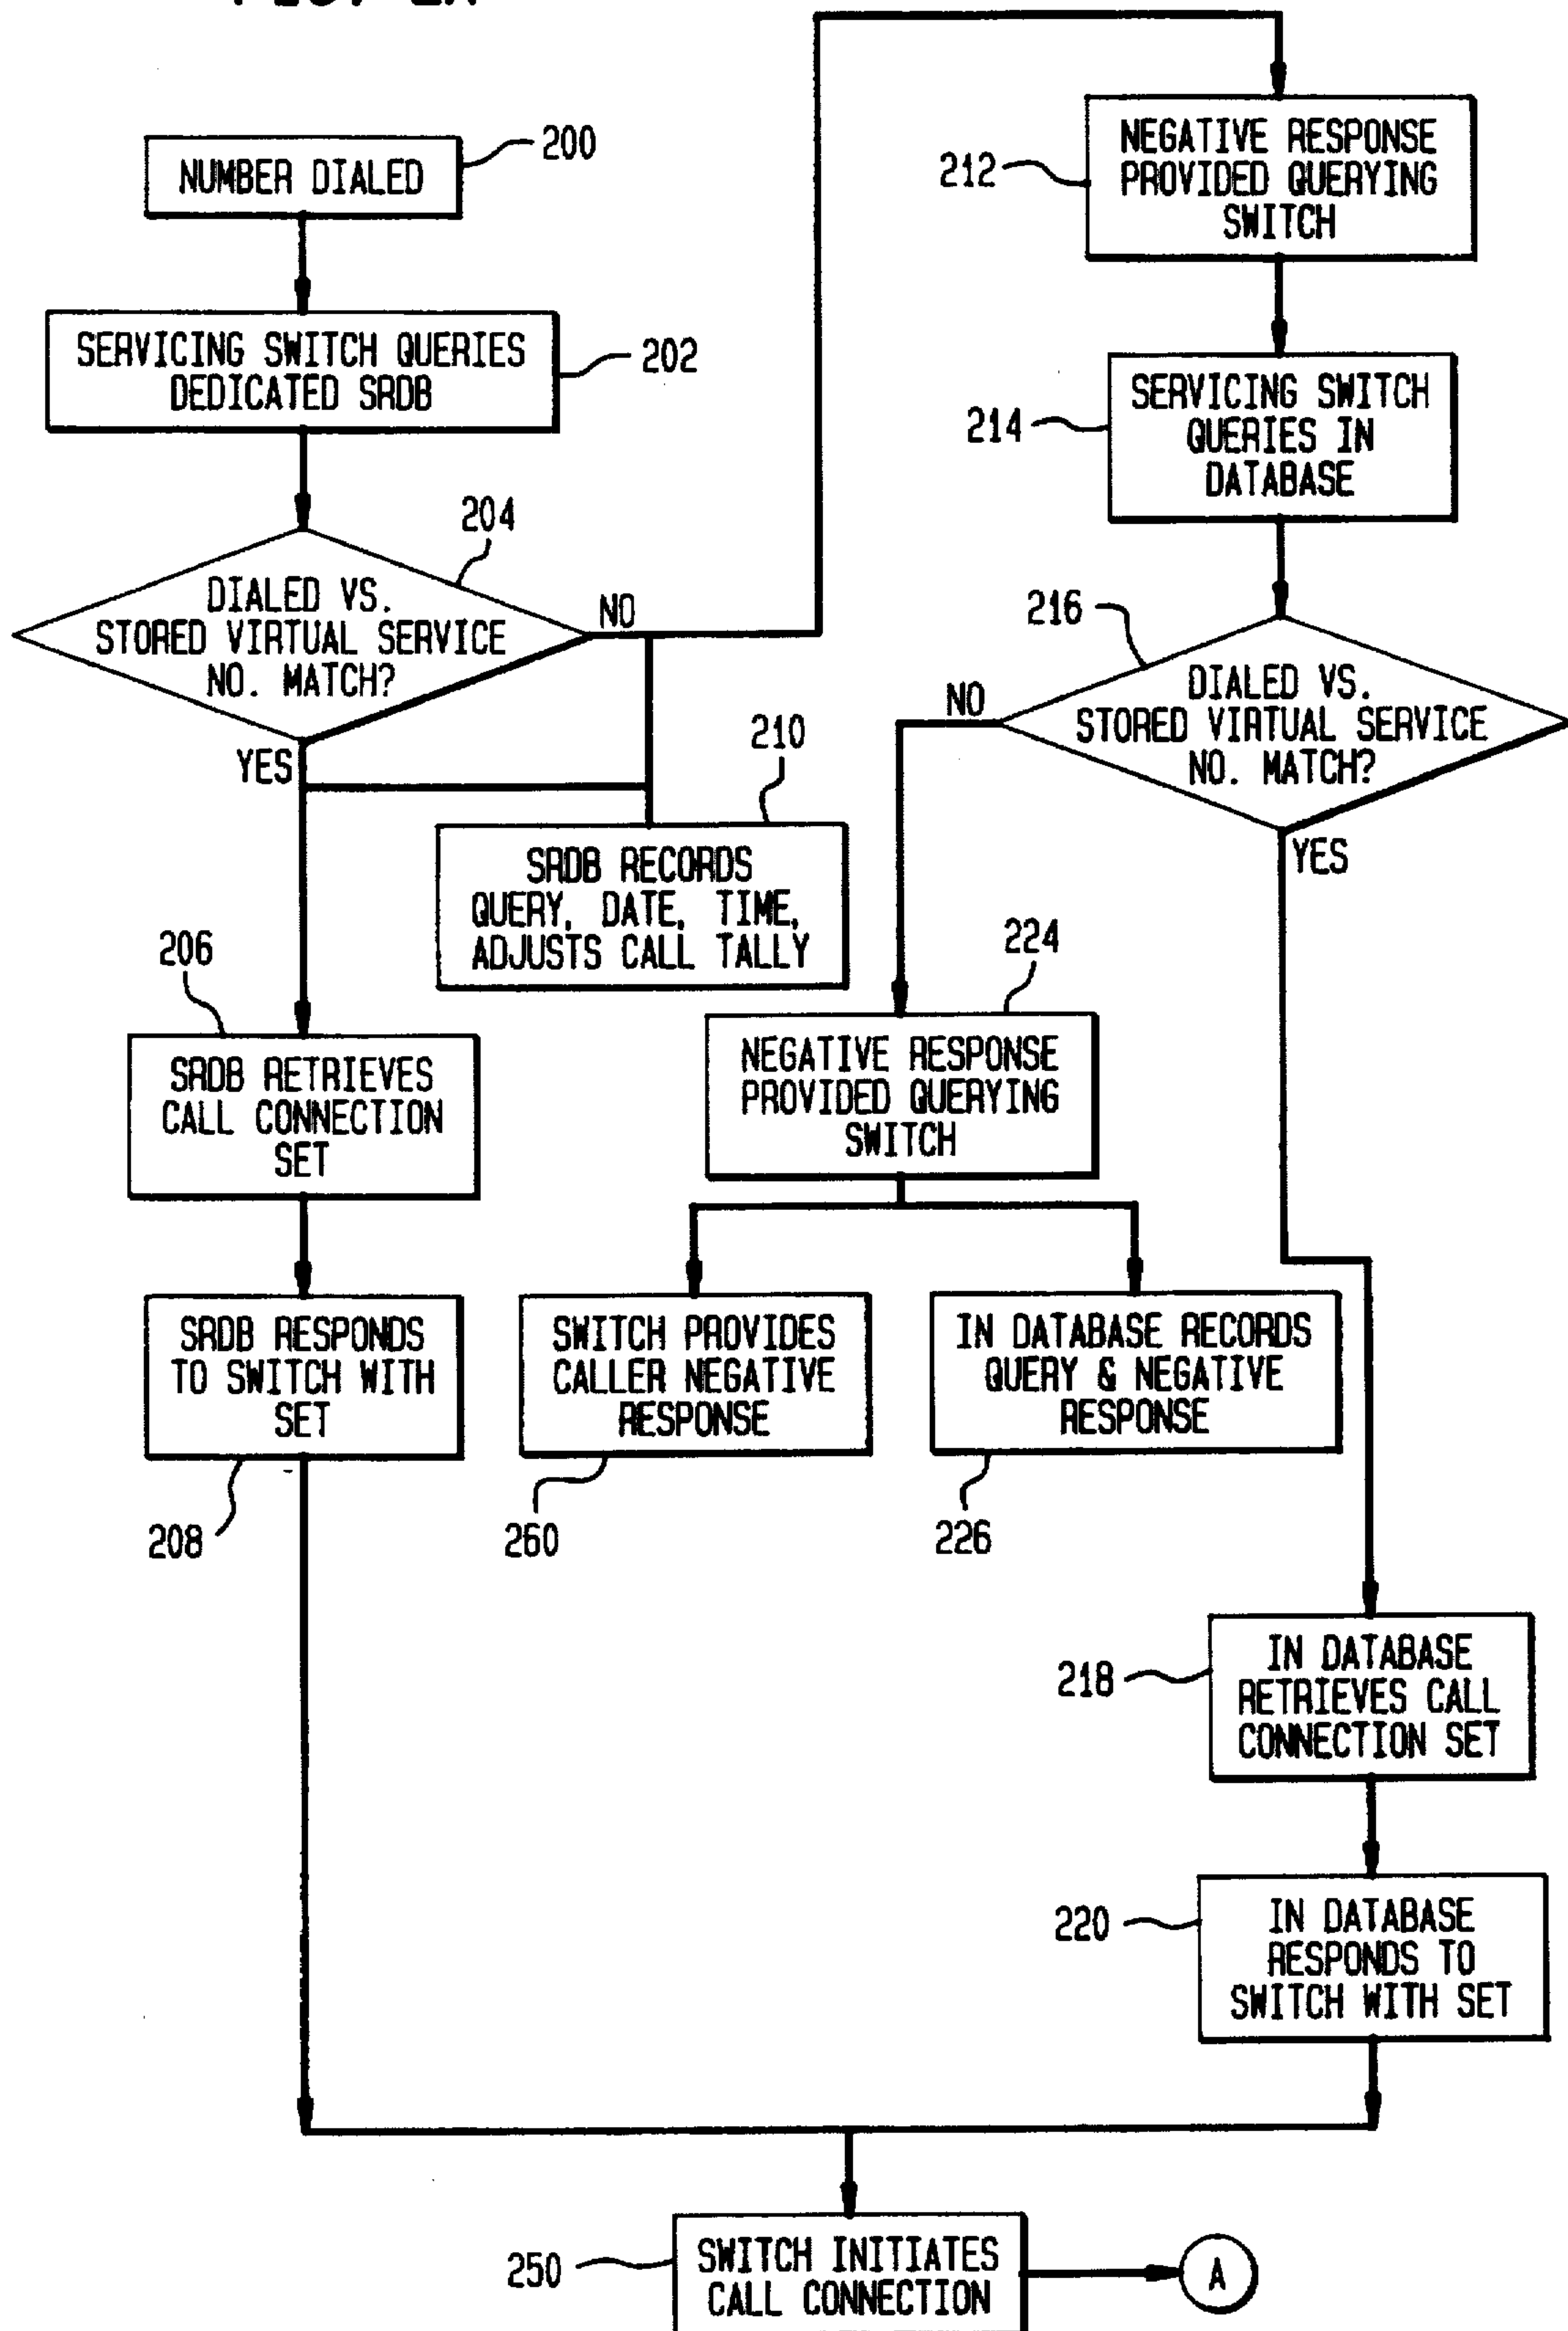 NUMBER DIALED
200
SERVICING SWITCH QUERIES
DEDICATED SRDB
202
204
DIALED VS.
STORED VIRTUAL SERVICE
NO. MATCH?
NO
YES
210
SRDB RECORDS
QUERY, DATE, TIME,
ADJUSTS CALL TALLY
206
SRDB RETRIEVES
CALL CONNECTION
SET
SRDB RESPONDS
TO SWITCH WITH
SET
208
212
NEGATIVE RESPONSE
PROVIDED QUERYING
SWITCH
214
SERVICING SWITCH
QUERIES IN
DATABASE
216
DIALED VS.
STORED VIRTUAL SERVICE
NO. MATCH?
NO
YES
224
NEGATIVE RESPONSE
PROVIDED QUERYING
SWITCH
SWITCH PROVIDES
CALLER NEGATIVE
RESPONSE
260
IN DATABASE RECORDS
QUERY & NEGATIVE
RESPONSE
226
218
IN DATABASE
RETRIEVES CALL
CONNECTION SET
220
IN DATABASE
RESPONDS TO
SWITCH WITH SET
250
SWITCH INITIATES
CALL CONNECTION
A